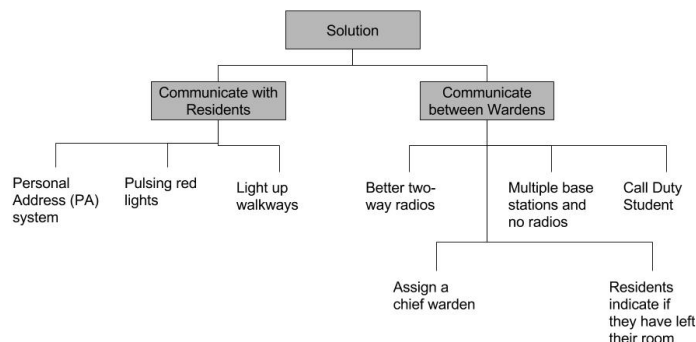 Solution
Communicate with
Residents
Communicate
between Wardens
Personal
Address (PA)
system
Pulsing red
lights
Light up
walkways
Better two-
way radios
Multiple base
stations and
no radios
Call Duty
Student
Assign a
chief warden
Residents
indicate if
they have left
their room